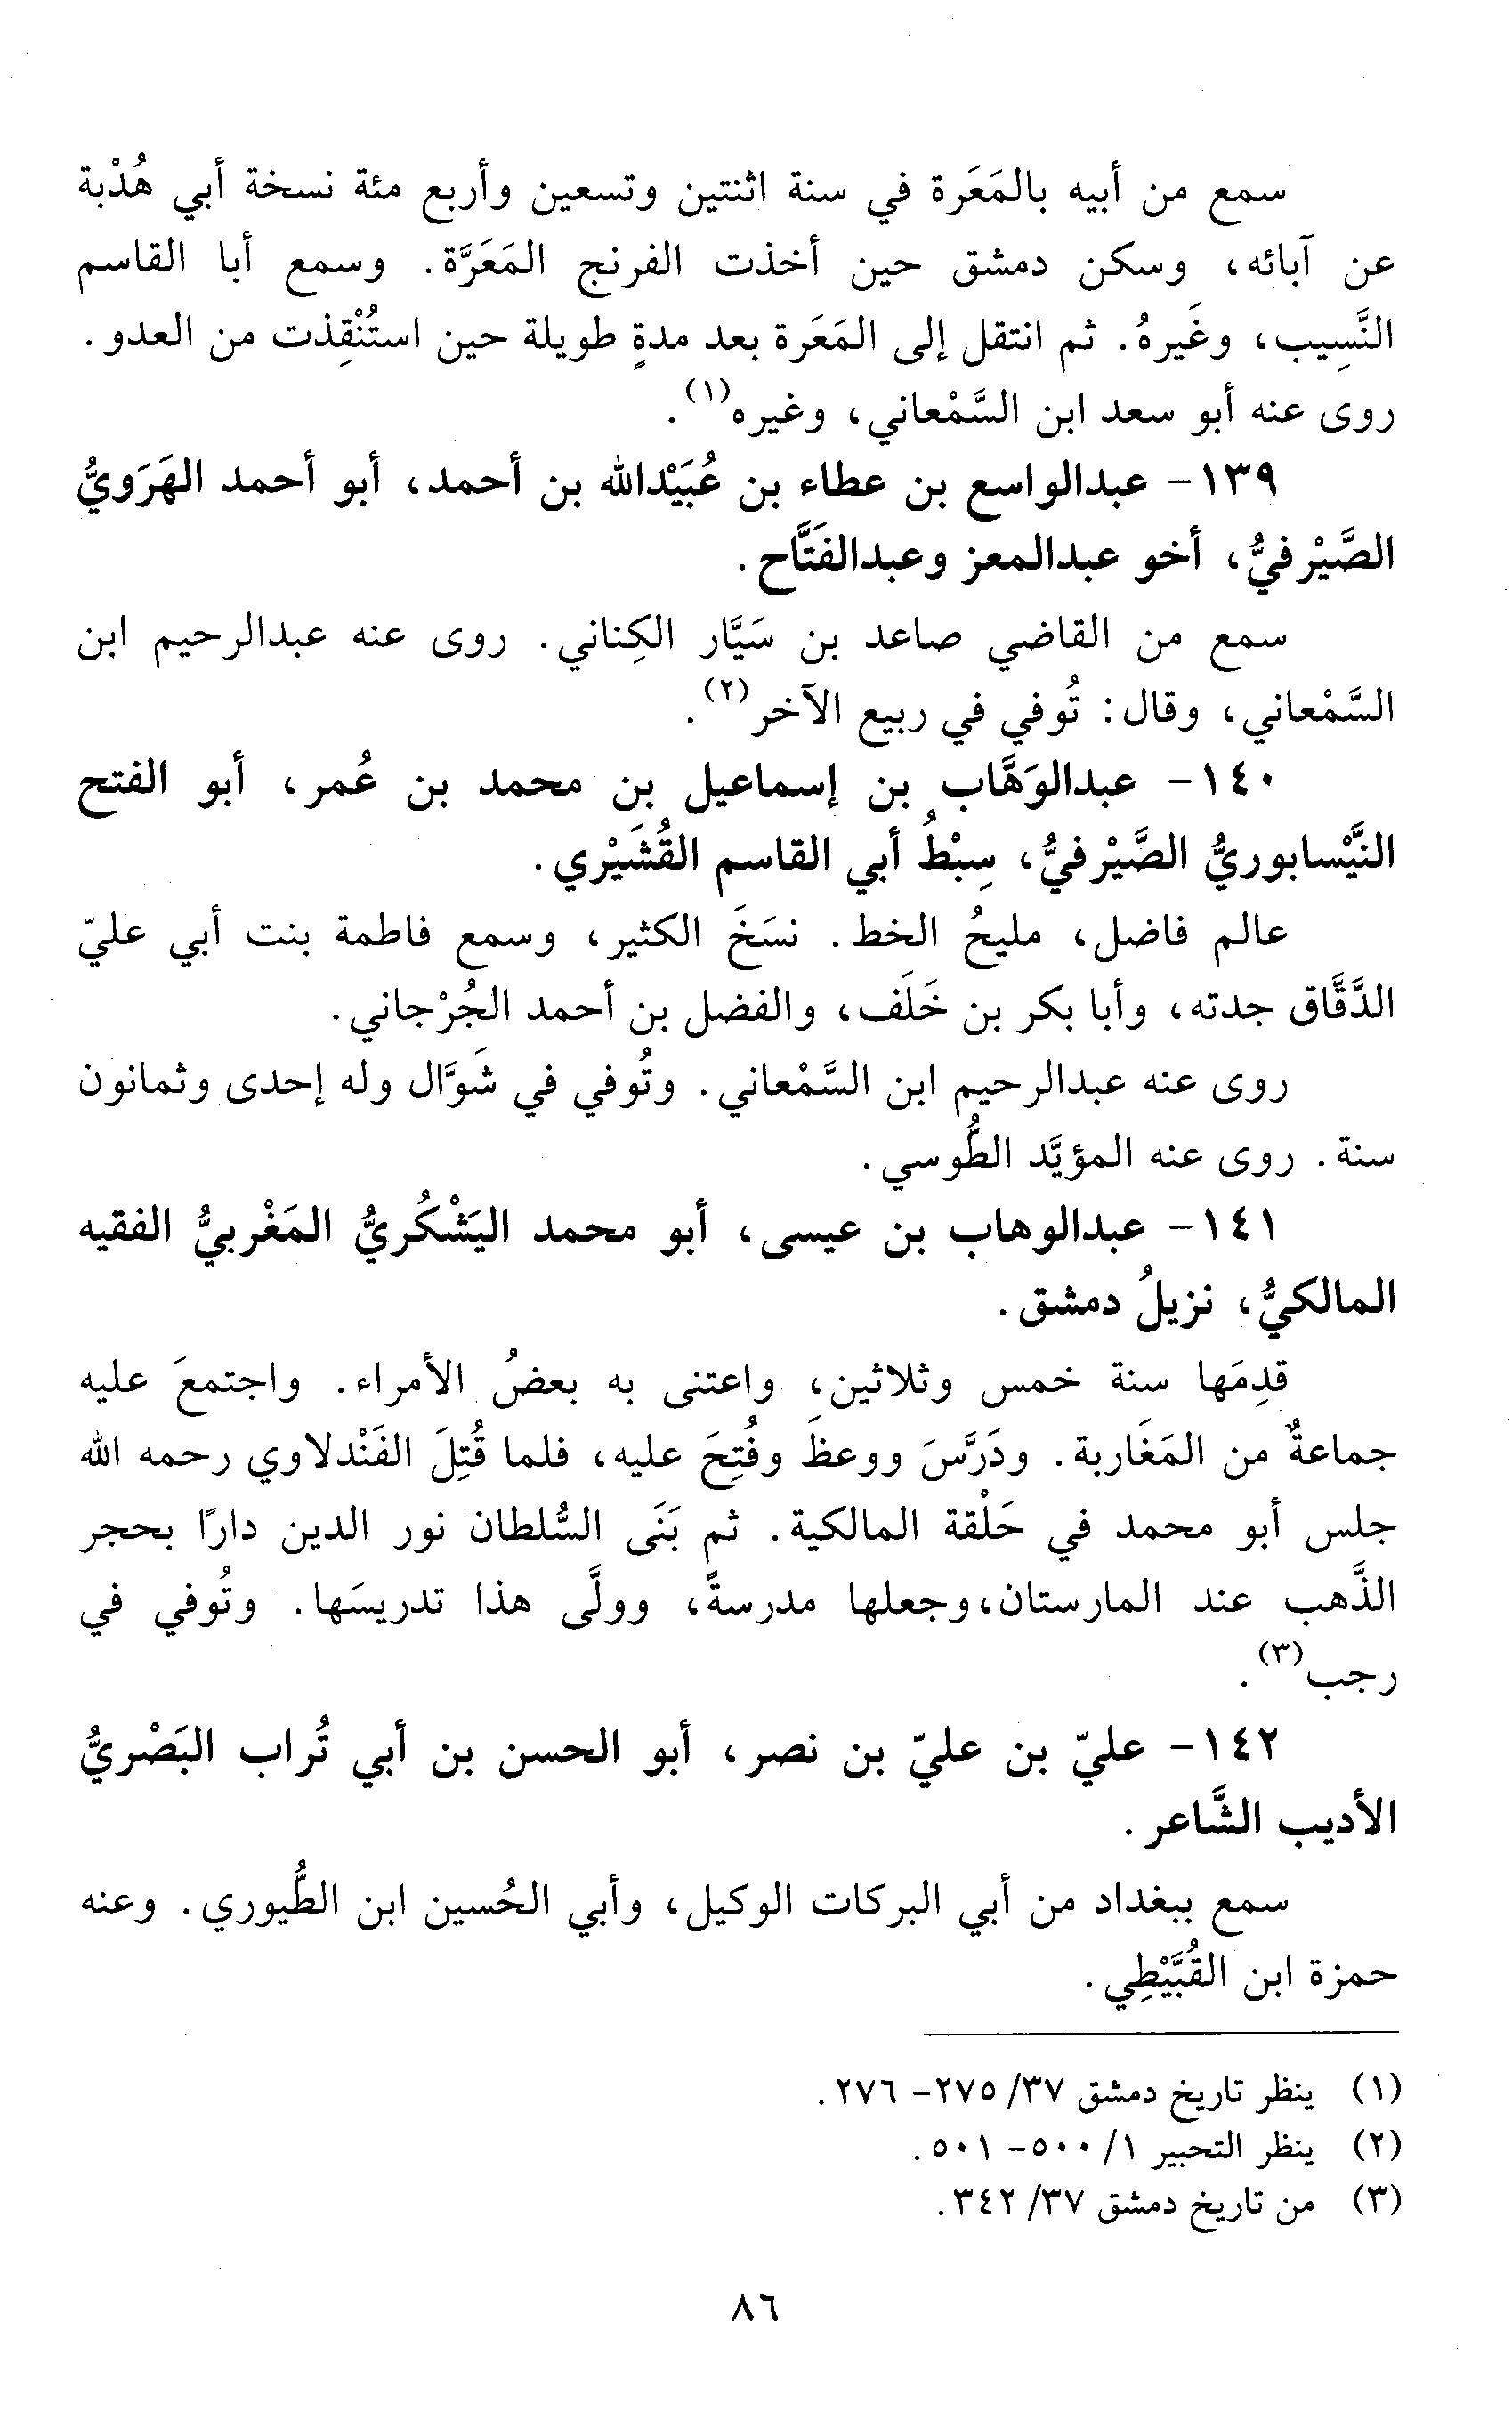 سمع من أبيه بالمَعَرة في سنة اثنتين وتسعين وأربع مئة نسخة أبي هُدْبة
عن آبائه، وسكن دمشق حين أخذت الفرنج المَعَرَّة. وسمع أبا القاسم
النَّسِيب، وغَيرهُ. ثم انتقل إلى المَعَرة بعد مدةٍ طويلة حين استُنْقِذت من العدو.
روى عنه أبو سعد ابن السَّمْعاني، وغيره(١).
١٣٩- عبدالواسع بن عطاء بن عُبَيْدالله بن أحمد، أبو أحمد الهَرَويُّ
الصَّيْرفيُّ، أخو عبدالمعز وعبدالفَتَّاح.
سمع من القاضي صاعد بن سَيَّار الكِناني. روى عنه عبدالرحيم ابن
السَّمْعاني، وقال: تُوفي في ربيع الآخر(٢).
١٤٠- عبدالوَهَّاب بن إسماعيل بن محمد بن عُمر، أبو الفتح
النَّيْسابوريُّ الصَّيْرفيُّ، سِبْطُ أبي القاسم القُشَيْري.
عالم فاضل، مليحُ الخط. نسَخَ الكثير، وسمع فاطمة بنت أبي عليّ
الدَّقَّاق جدته، وأبا بكر بن خَلَف، والفضل بن أحمد الجُرْجاني.
روى عنه عبدالرحيم ابن السَّمْعاني. وتُوفي في شَوَّال وله إحدى وثمانون
سنة. روى عنه المؤيَّد الطُّوسي.
١٤١- عبدالوهاب بن عيسى، أبو محمد اليَشْكُريُّ المَغْربيُّ الفقيه
المالكيُّ، نزيلُ دمشق.
قدِمَها سنة خمس وثلاثين، واعتنى به بعضُ الأمراء. واجتمعَ عليه
جماعةٌ من المَغَاربة. ودَرَّسَ ووعظَ وفُتِحَ عليه، فلما قُتِلَ الفَنْدلاوي رحمه الله
جلس أبو محمد في حَلْقة المالكية. ثم بَنَى السُّلطان نور الدين دارًا بحجر
الذَّهب عند المارستان،وجعلها مدرسةً، وولَّى هذا تدريسَها. وتُوفي في
رجب(٣).
١٤٢- عليّ بن عليّ بن نصر، أبو الحسن بن أبي تُراب البَصْريُّ
الأديب الشَّاعر.
سمع ببغداد من أبي البركات الوكيل، وأبي الحُسين ابن الطُّيوري. وعنه
حمزة ابن القُبَّيْطِي.
(١) ينظر تاريخ دمشق ٣٧/ ٢٧٥- ٢٧٦.
(٢) ينظر التحبير ١/ ٥٠٠- ٥٠١.
(٣) من تاريخ دمشق ٣٧/ ٣٤٢.
٨٦